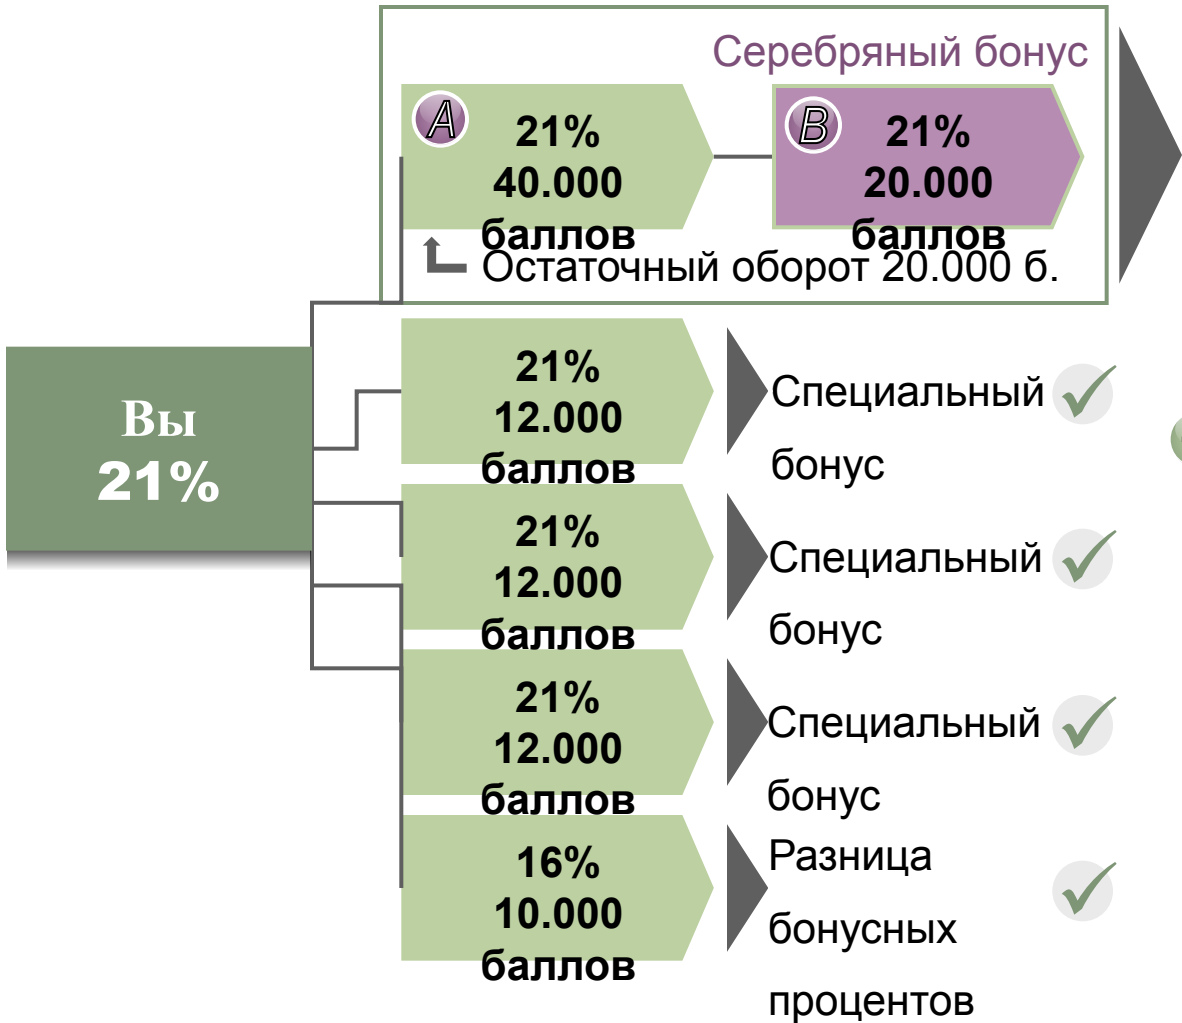 Серебряный бонус
A
21%
40.000
баллов
B
21%
20.000
баллов
Остаточный оборот 20.000 б.
Вы
21%
21%
12.000
баллов
Специальный
бонус
21%
12.000
баллов
Специальный
бонус
21%
12.000
баллов
Специальный
бонус
16%
10.000
баллов
Разница
бонусных
процентов